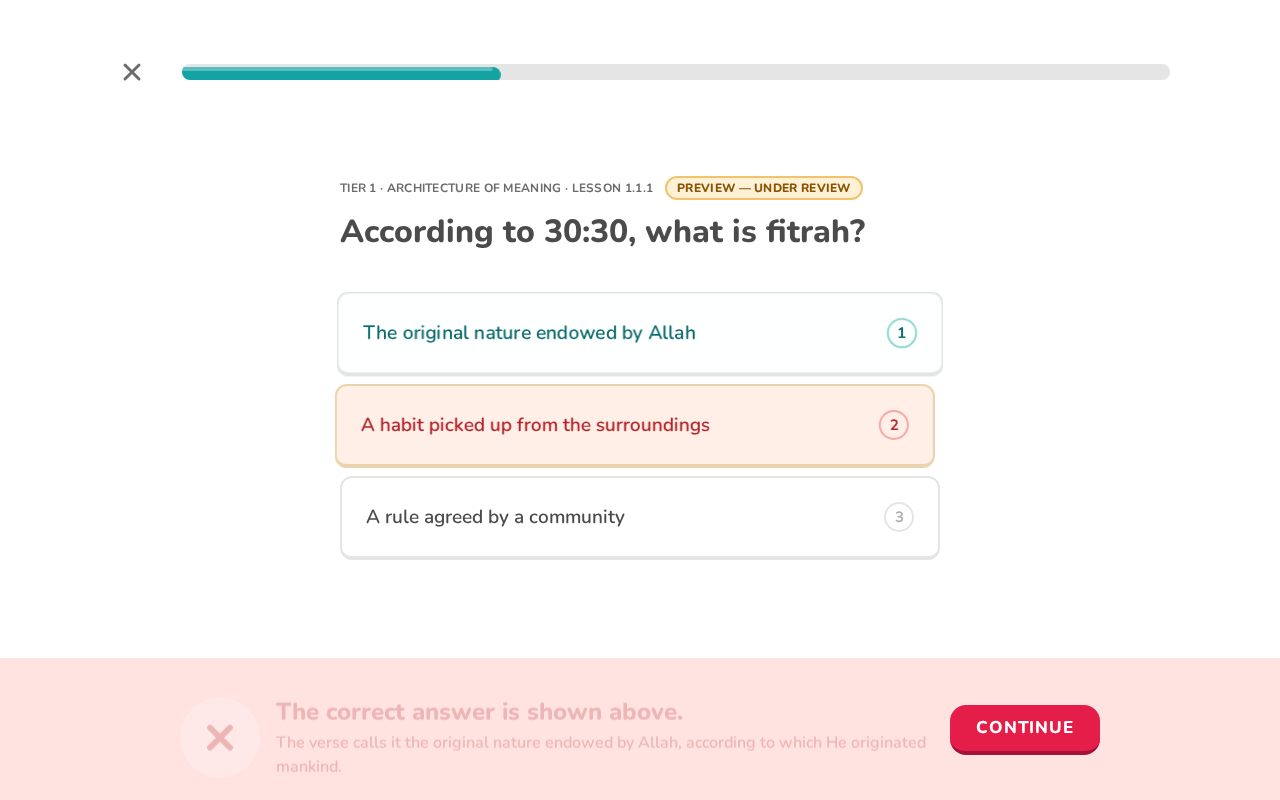 TIER 1 · ARCHITECTURE OF MEANING · LESSON 1.1.1 PREVIEW — UNDER REVIEW
According to 30:30, what is fitrah?
The original nature endowed by Allah 1
A habit picked up from the surroundings 2
A rule agreed by a community 3
The correct answer is shown above.
The verse calls it the original nature endowed by Allah, according to which He originated
mankind.
CONTINUE